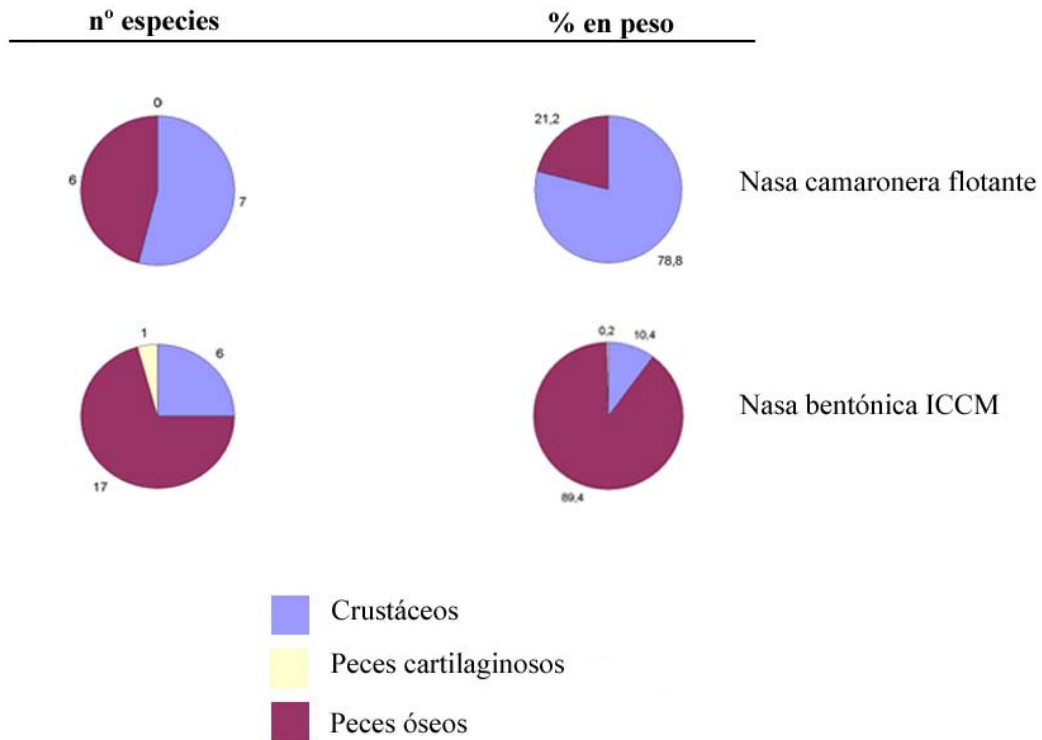 nº especies
% en peso
0
6
7
21,2
78,8
Nasa camaronera flotante
1
6
17
0,2
10,4
89,4
Nasa bentónica ICCM
Crustáceos
Peces cartilaginosos
Peces óseos